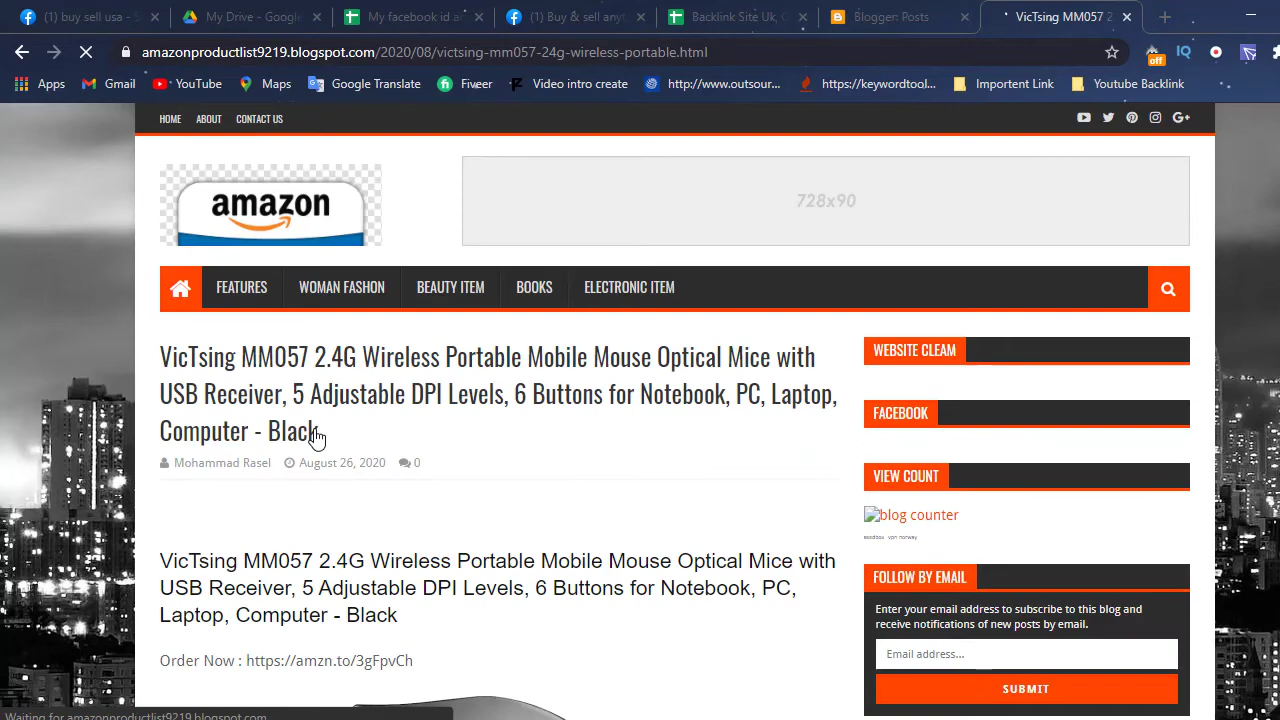 (1) buy sell usa - S
My Drive - Google
My facebook id a
(1) Buy & sell anyt
Backlink Site Uk, C
Blogger: Posts
VicTsing MM057 2
amazonproductlist9219.blogspot.com/2020/08/victsing-mm057-24g-wireless-portable.html
off
Apps
Gmail
YouTube
Maps
Google Translate
Fiweer
Video intro create
http://www.outsour...
https://keywordtool...
Importent Link
Youtube Backlink
HOME ABOUT CONTACT US
amazon
728x90
FEATURES WOMAN FASHION BEAUTY ITEM BOOKS ELECTRONIC ITEM
VicTsing MM057 2.4G Wireless Portable Mobile Mouse Optical Mice with
USB Receiver, 5 Adjustable DPI Levels, 6 Buttons for Notebook, PC, Laptop,
Computer - Black
Mohammad Rasel August 26, 2020 0
VicTsing MM057 2.4G Wireless Portable Mobile Mouse Optical Mice with
USB Receiver, 5 Adjustable DPI Levels, 6 Buttons for Notebook, PC,
Laptop, Computer - Black
Order Now : https://amzn.to/3gFpvCh
WEBSITE CLEAM
FACEBOOK
VIEW COUNT
blog counter
vpn norway
FOLLOW BY EMAIL
Enter your email address to subscribe to this blog and
receive notifications of new posts by email.
Email address...
SUBMIT
Waiting for amazonproductlist9219.blogspot.com...